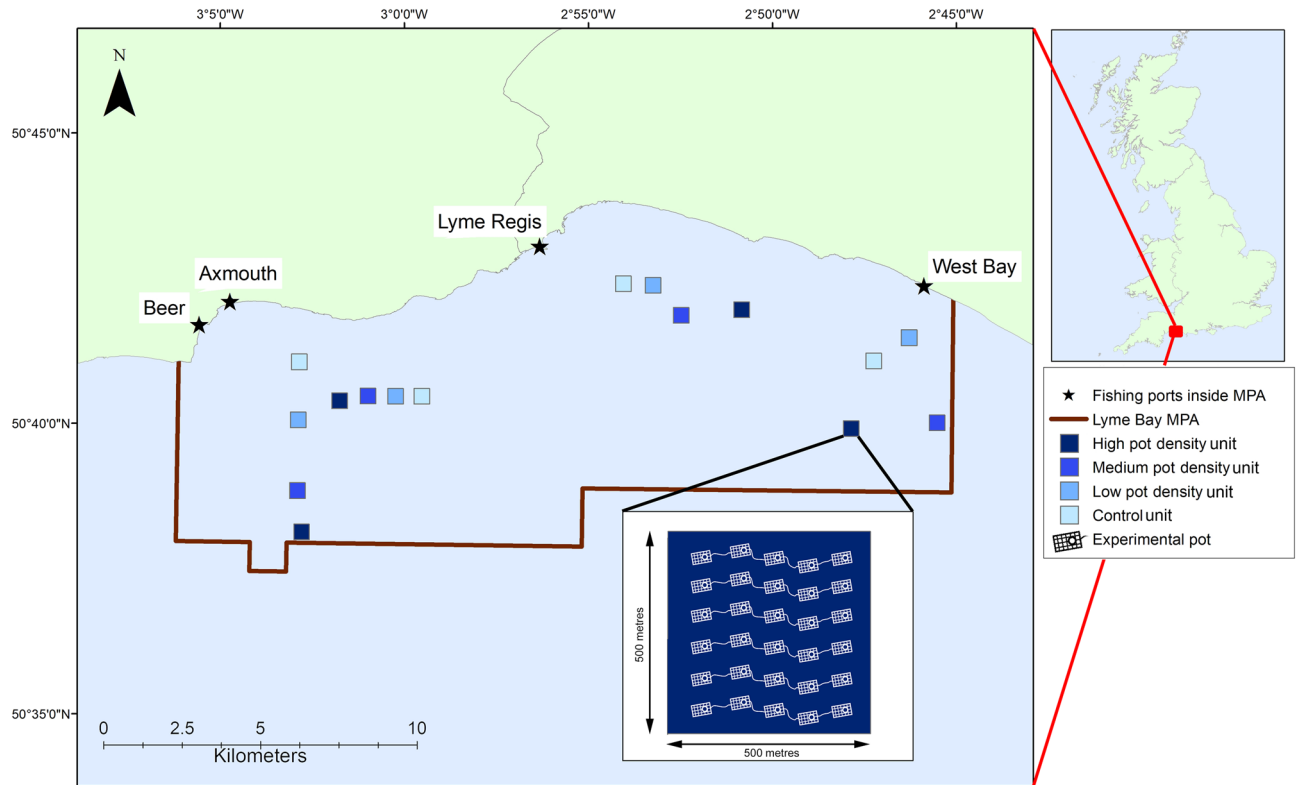 3°5'0"W
3°0'0"W
2°55'0"W
2°50'0"W
2°45'0"W
N
50°45'0"N
Lyme Regis
Axmouth
West Bay
Beer
50°40'0"N
Fishing ports inside MPA
Lyme Bay MPA
High pot density unit
Medium pot density unit
Low pot density unit
Control unit
Experimental pot
500 metres
500 metres
50°35'0"N
0 2.5 5 10
Kilometers